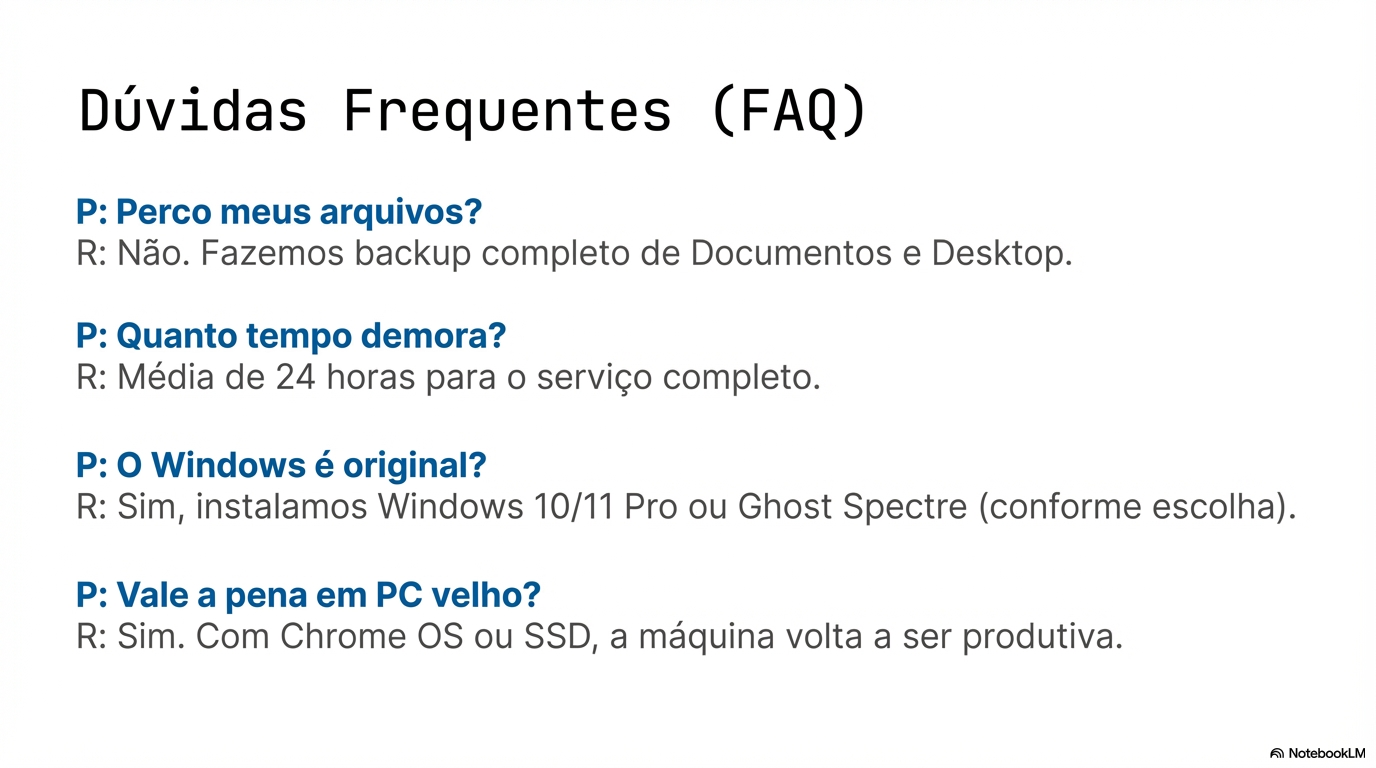 Dúvidas Frequentes (FAQ)
P: Perco meus arquivos?
R: Não. Fazemos backup completo de Documentos e Desktop.
P: Quanto tempo demora?
R: Média de 24 horas para o serviço completo.
P: O Windows é original?
R: Sim, instalamos Windows 10/11 Pro ou Ghost Spectre (conforme escolha).
P: Vale a pena em PC velho?
R: Sim. Com Chrome OS ou SSD, a máquina volta a ser produtiva.
NotebookLM